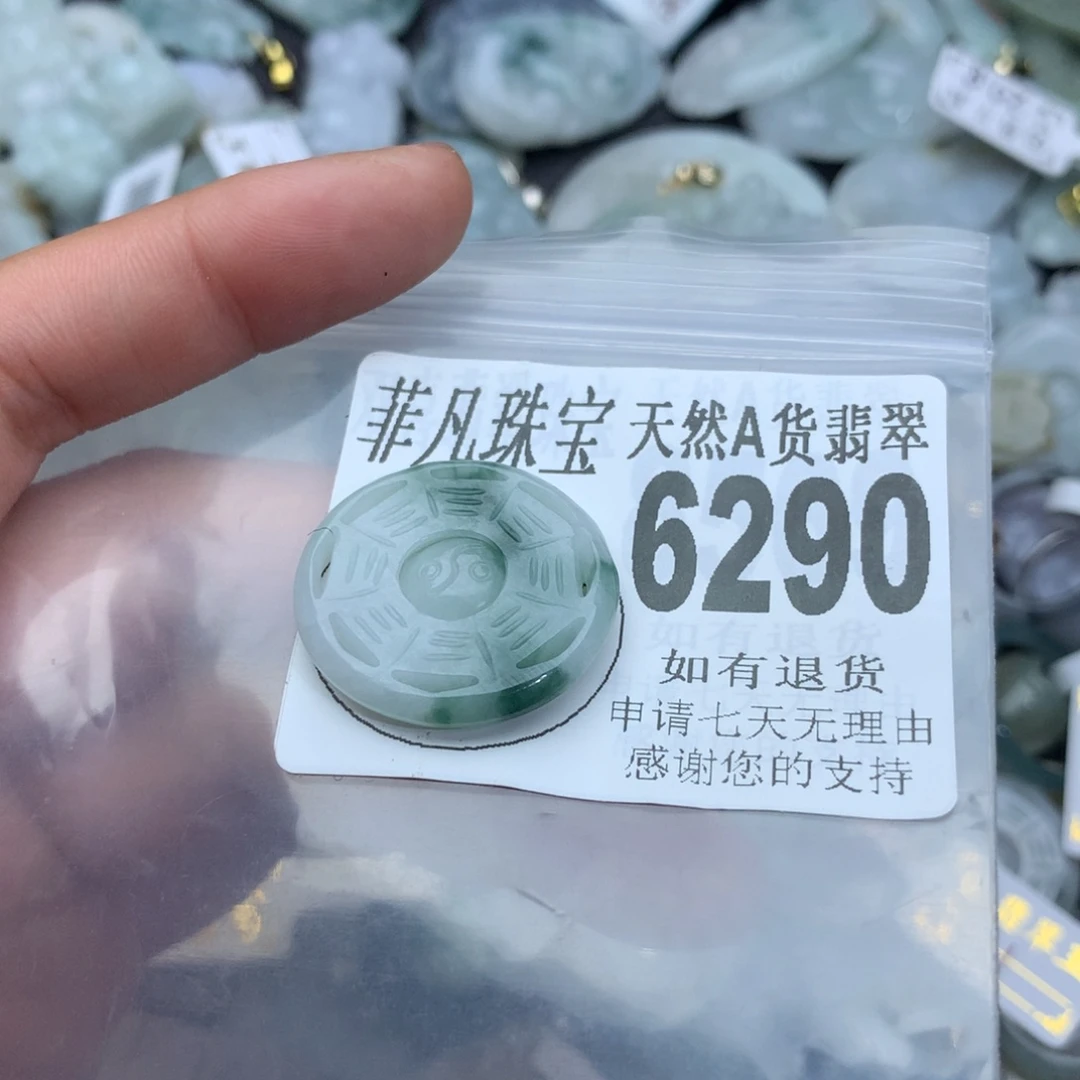 菲凡珠宝 天然A货翡翠
6290
如有退货
申请七天无理由
感谢您的支持